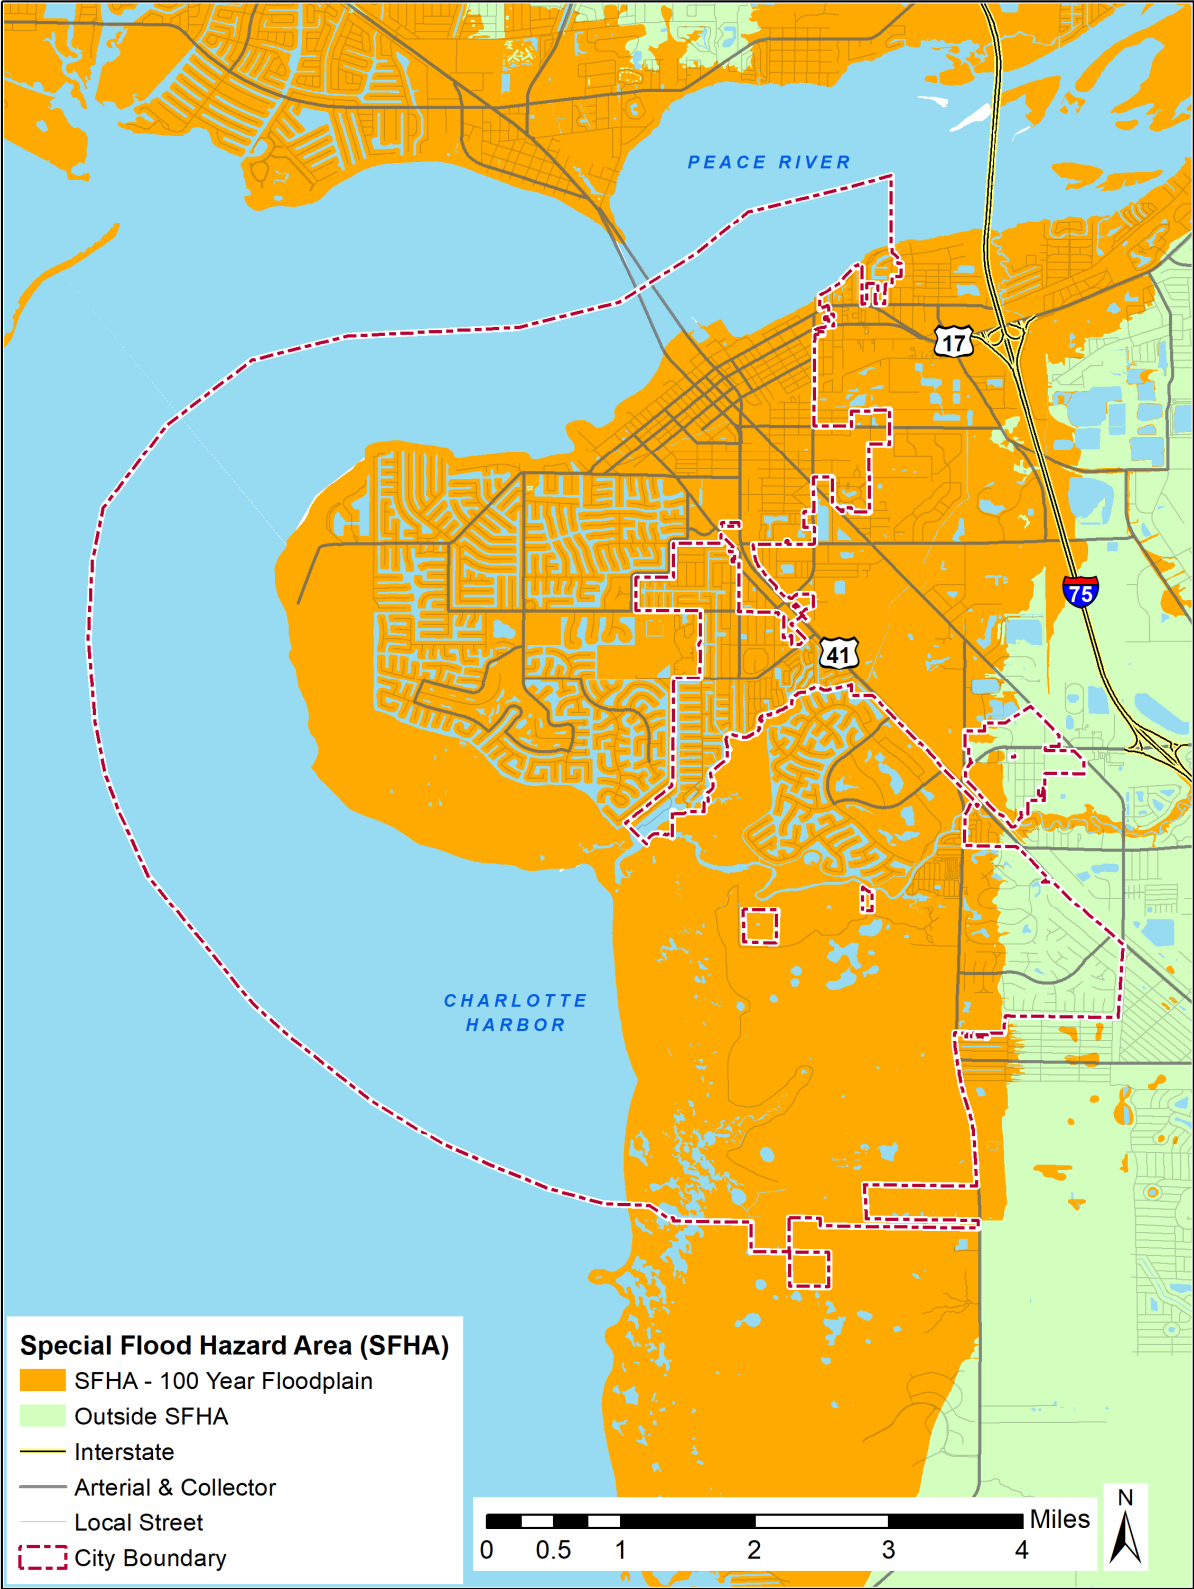 PEACE RIVER
17
75
41
CHARLOTTE
HARBOR
Special Flood Hazard Area (SFHA)
SFHA - 100 Year Floodplain
Outside SFHA
Interstate
Arterial & Collector
Local Street
City Boundary
Miles
0 0.5 1 2 3 4
N